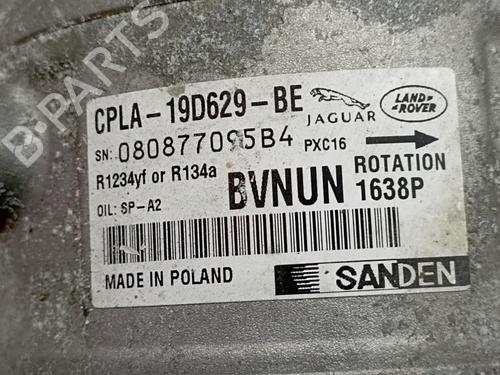 B-PARTS
CPLA-19D629-BE
JAGUAR
LAND ROVER
SN: 080877095B4 PXC16
R1234yf or R134a
BVNUN
ROTATION
1638P
OIL: SP-A2
MADE IN POLAND
SANDEN